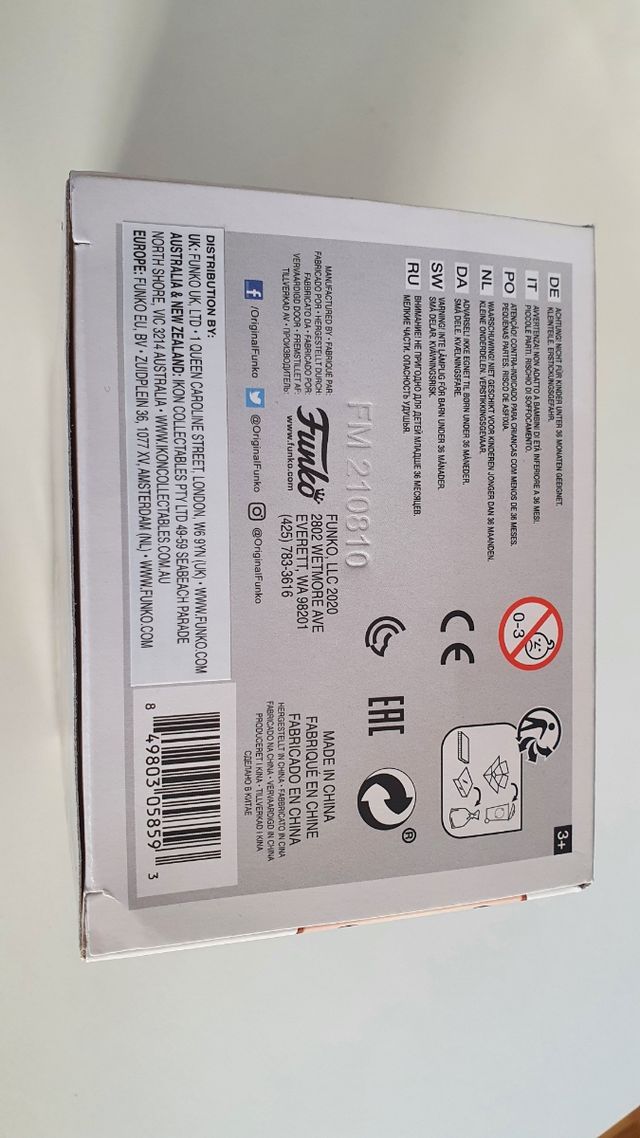 DE ACHTUNG! NICHT FÜR KINDER UNTER 36 MONATEN GEEIGNET.
KLEINTEILE. ERSTICKUNGSGEFAHR.
IT AVVERTENZA! NON ADATTO A BAMBINI DI ETÀ INFERIORE A 36 MESI.
PICCOLE PARTI. RISCHIO DI SOFFOCAMENTO.
PO ATENÇÃO! CONTRA-INDICADO PARA CRIANÇAS COM MENOS DE 36 MESES.
PEQUENAS PARTES. RISCO DE ASFIXIA.
NL WAARSCHUWING! NIET GESCHIKT VOOR KINDEREN JONGER DAN 36 MAANDEN.
KLEINE ONDERDELEN. VERSTIKKINGSGEVAAR.
DA ADVARSEL! IKKE EGNET TIL BØRN UNDER 36 MÅNEDER.
SMÅ DELE. KVÆLNINGSFARE.
SW VARNING! INTE LÄMPLIG FÖR BARN UNDER 36 MÅNADER.
SMÅ DELAR. KVÄVNINGSRISK.
RU ВНИМАНИЕ! НЕ ПРИГОДНО ДЛЯ ДЕТЕЙ МЛАДШЕ 36 МЕСЯЦЕВ.
МЕЛКИЕ ЧАСТИ. ОПАСНОСТЬ УДУШЬЯ.
0-3
3+
CE
EAC
FM 210810
MANUFACTURED BY • FABRIQUÉ PAR:
FABRICADO POR • HERGESTELLT DURCH:
FABBRICATO DA • FABRICADO POR:
VERVAARDIGD DOOR • FREMSTILLET AF:
TILLVERKAD AV • ПРОИЗВОДИТЕЛЬ:
Funko
www.funko.com
FUNKO, LLC 2020
2802 WETMORE AVE
EVERETT, WA 98201
(425) 783-3616
MADE IN CHINA
FABRIQUÉ EN CHINE
FABRICADO EN CHINA
HERGESTELLT IN CHINA • FABBRICATO IN CINA
FABRICADO NA CHINA • VERVAARDIGD IN CHINA
PRODUCERET I KINA • TILLVERKAD I KINA
СДЕЛАНО В КИТАЕ
/OriginalFunko @OriginalFunko @OriginalFunko
DISTRIBUTION BY:
UK: FUNKO UK, LTD • 1 QUEEN CAROLINE STREET, LONDON, W6 9YN (UK) • WWW.FUNKO.COM
AUSTRALIA & NEW ZEALAND: IKON COLLECTABLES PTY LTD 49-59 SEABEACH PARADE
NORTH SHORE, VIC 3214 AUSTRALIA • WWW.IKONCOLLECTABLES.COM.AU
EUROPE: FUNKO EU, BV • ZUIDPLEIN 36, 1077 XV, AMSTERDAM (NL) • WWW.FUNKO.COM
8 49803 05859 3